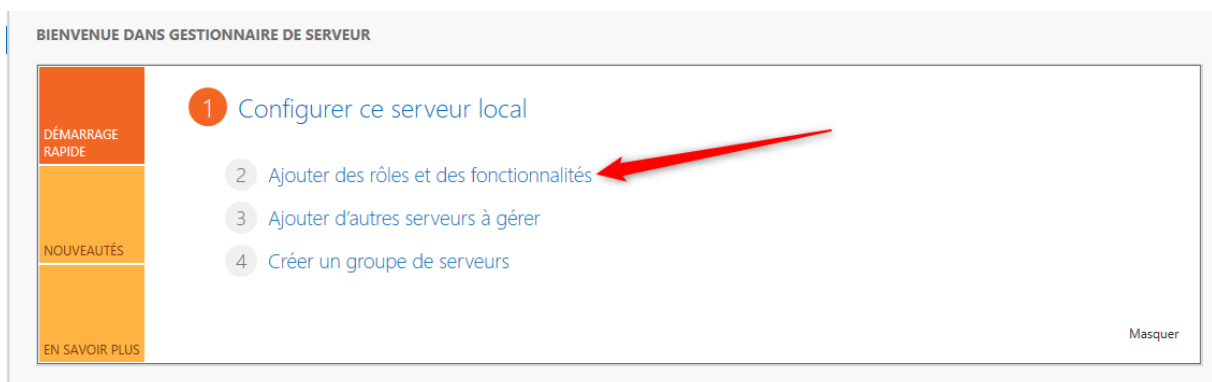 BIENVENUE DANS GESTIONNAIRE DE SERVEUR
DÉMARRAGE
RAPIDE
NOUVEAUTÉS
EN SAVOIR PLUS
1 Configurer ce serveur local
2 Ajouter des rôles et des fonctionnalités
3 Ajouter d'autres serveurs à gérer
4 Créer un groupe de serveurs
Masquer